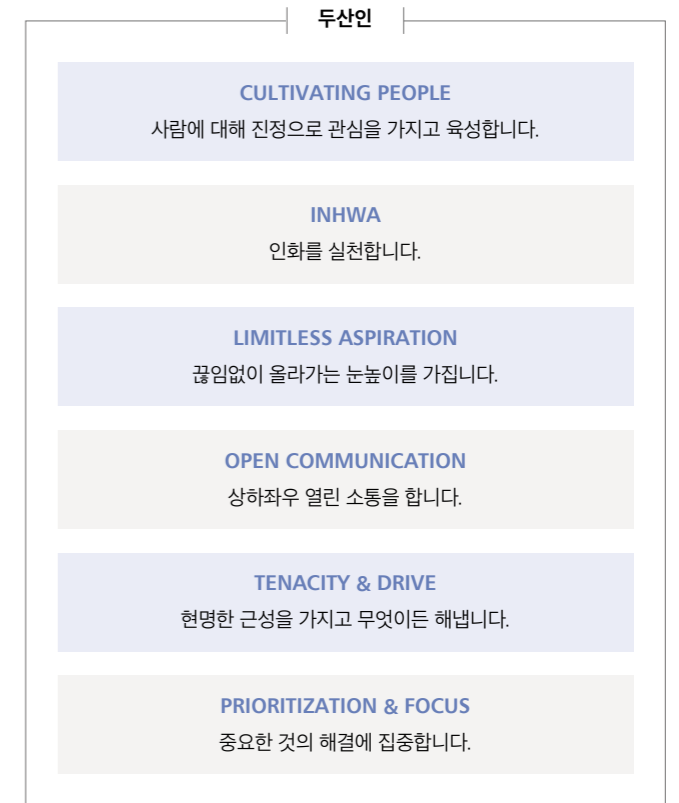 두산인
CULTIVATING PEOPLE
사람에 대해 진정으로 관심을 가지고 육성합니다.
INHWA
인화를 실천합니다.
LIMITLESS ASPIRATION
끊임없이 올라가는 눈높이를 가집니다.
OPEN COMMUNICATION
상하좌우 열린 소통을 합니다.
TENACITY & DRIVE
현명한 근성을 가지고 무엇이든 해냅니다.
PRIORITIZATION & FOCUS
중요한 것의 해결에 집중합니다.